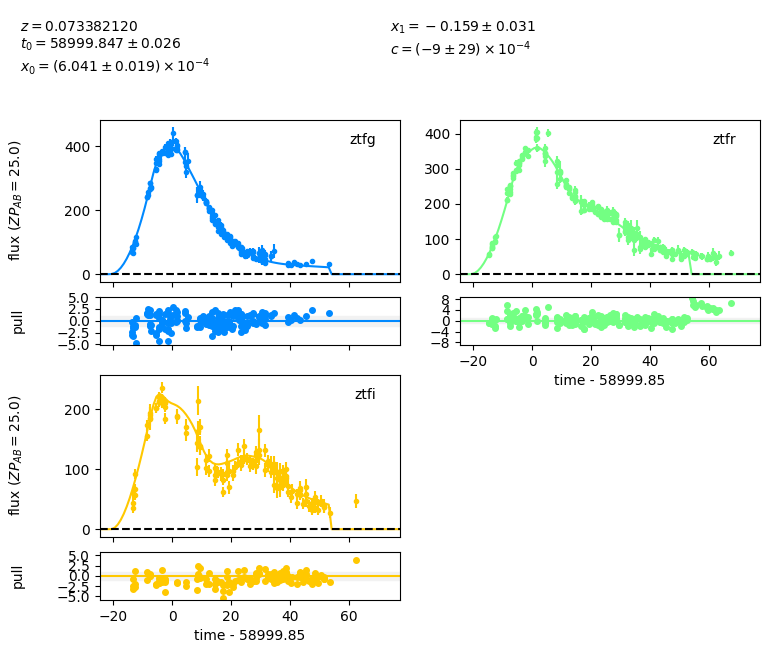 z = 0.073382120
t₀ = 58999.847 ± 0.026
x₀ = (6.041 ± 0.019) × 10⁻⁴
x₁ = −0.159 ± 0.031
c = (−9 ± 29) × 10⁻⁴
flux (ZP_AB = 25.0)
400
200
0
ztfg
pull
5.0
2.5
0.0
−2.5
−5.0
400
300
200
100
0
ztfr
8
4
0
−4
−8
−20 0 20 40 60
time - 58999.85
flux (ZP_AB = 25.0)
200
100
0
ztfi
pull
5.0
2.5
0.0
−2.5
−5.0
−20 0 20 40 60
time - 58999.85